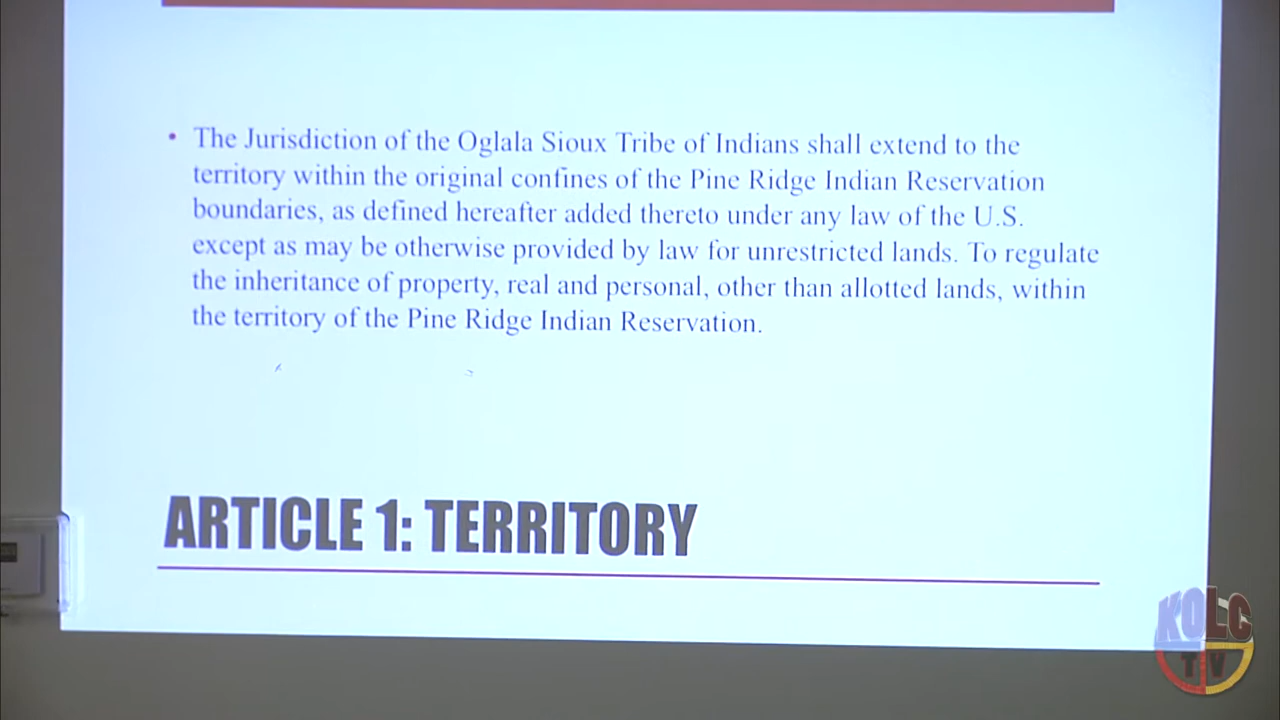 • The Jurisdiction of the Oglala Sioux Tribe of Indians shall extend to the
territory within the original confines of the Pine Ridge Indian Reservation
boundaries, as defined hereafter added thereto under any law of the U.S.
except as may be otherwise provided by law for unrestricted lands. To regulate
the inheritance of property, real and personal, other than allotted lands, within
the territory of the Pine Ridge Indian Reservation.
ARTICLE 1: TERRITORY
KOLC
TV